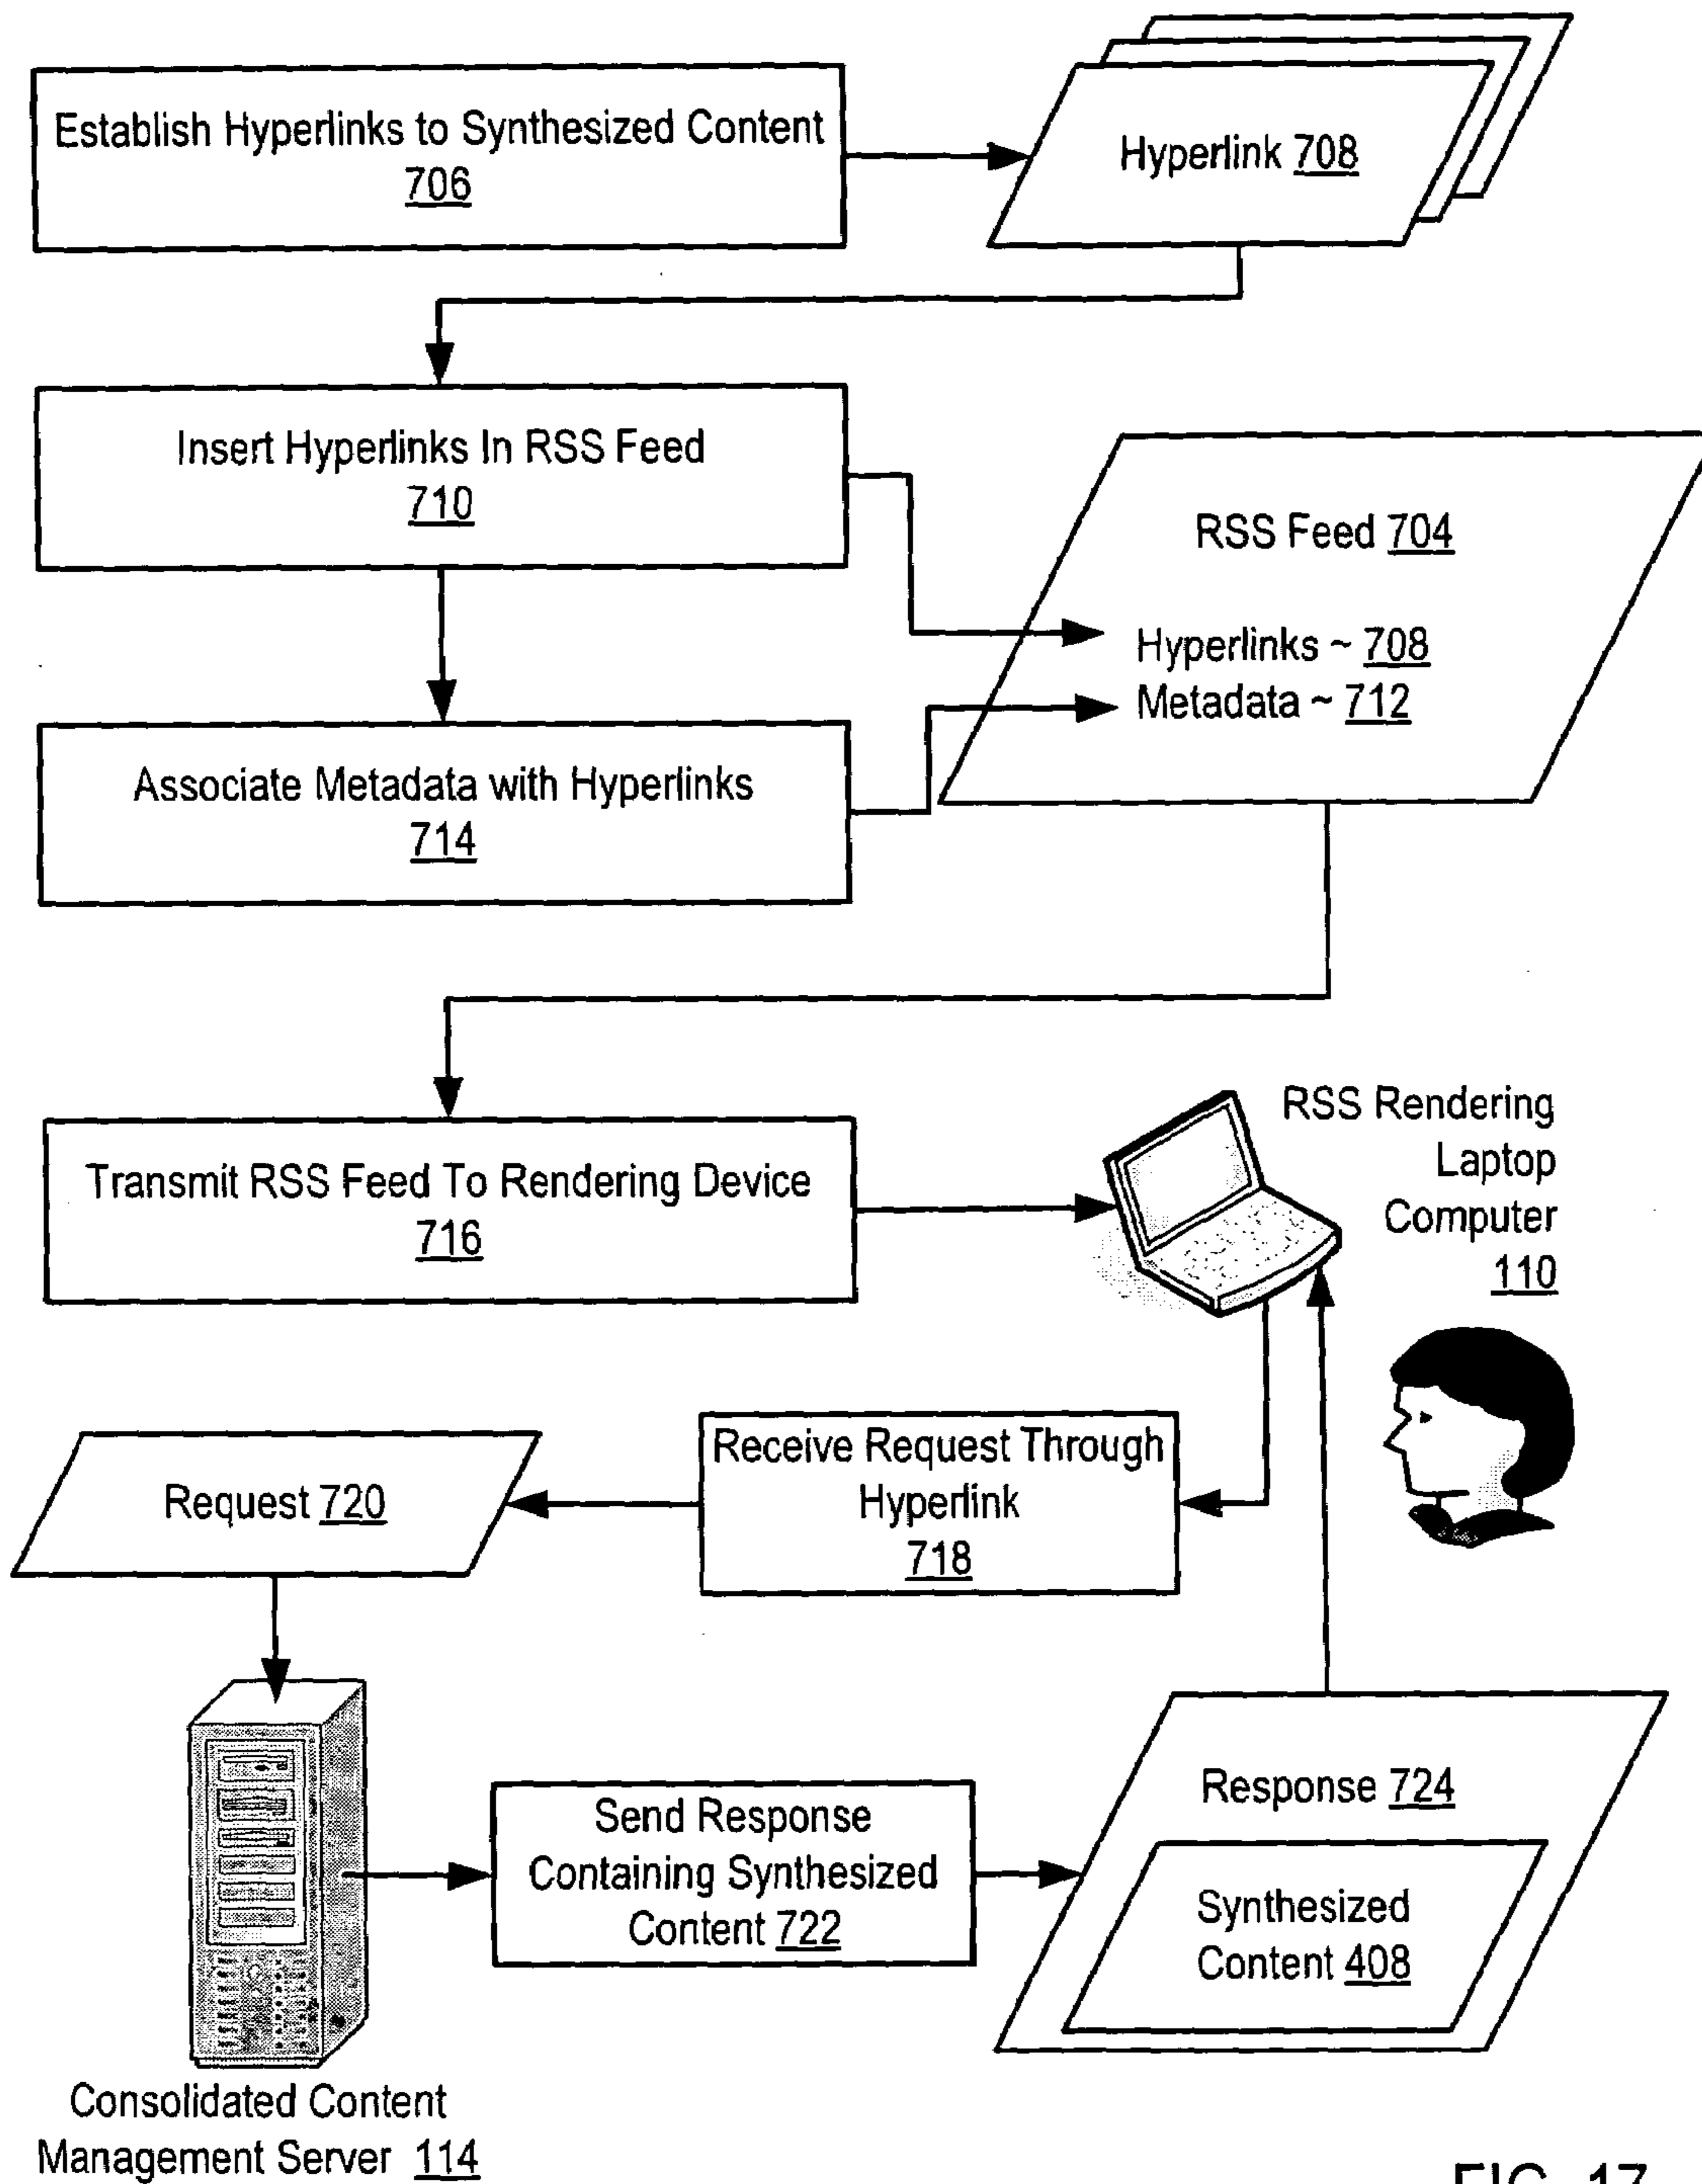 Establish Hyperlinks to Synthesized Content
706
Hyperlink 708
Insert Hyperlinks In RSS Feed
710
RSS Feed 704
Hyperlinks ~ 708
Metadata ~ 712
Associate Metadata with Hyperlinks
714
Transmit RSS Feed To Rendering Device
716
RSS Rendering
Laptop
Computer
110
Receive Request Through
Hyperlink
718
Request 720
Send Response
Containing Synthesized
Content 722
Response 724
Synthesized
Content 408
Consolidated Content
Management Server 114
FIG. 17